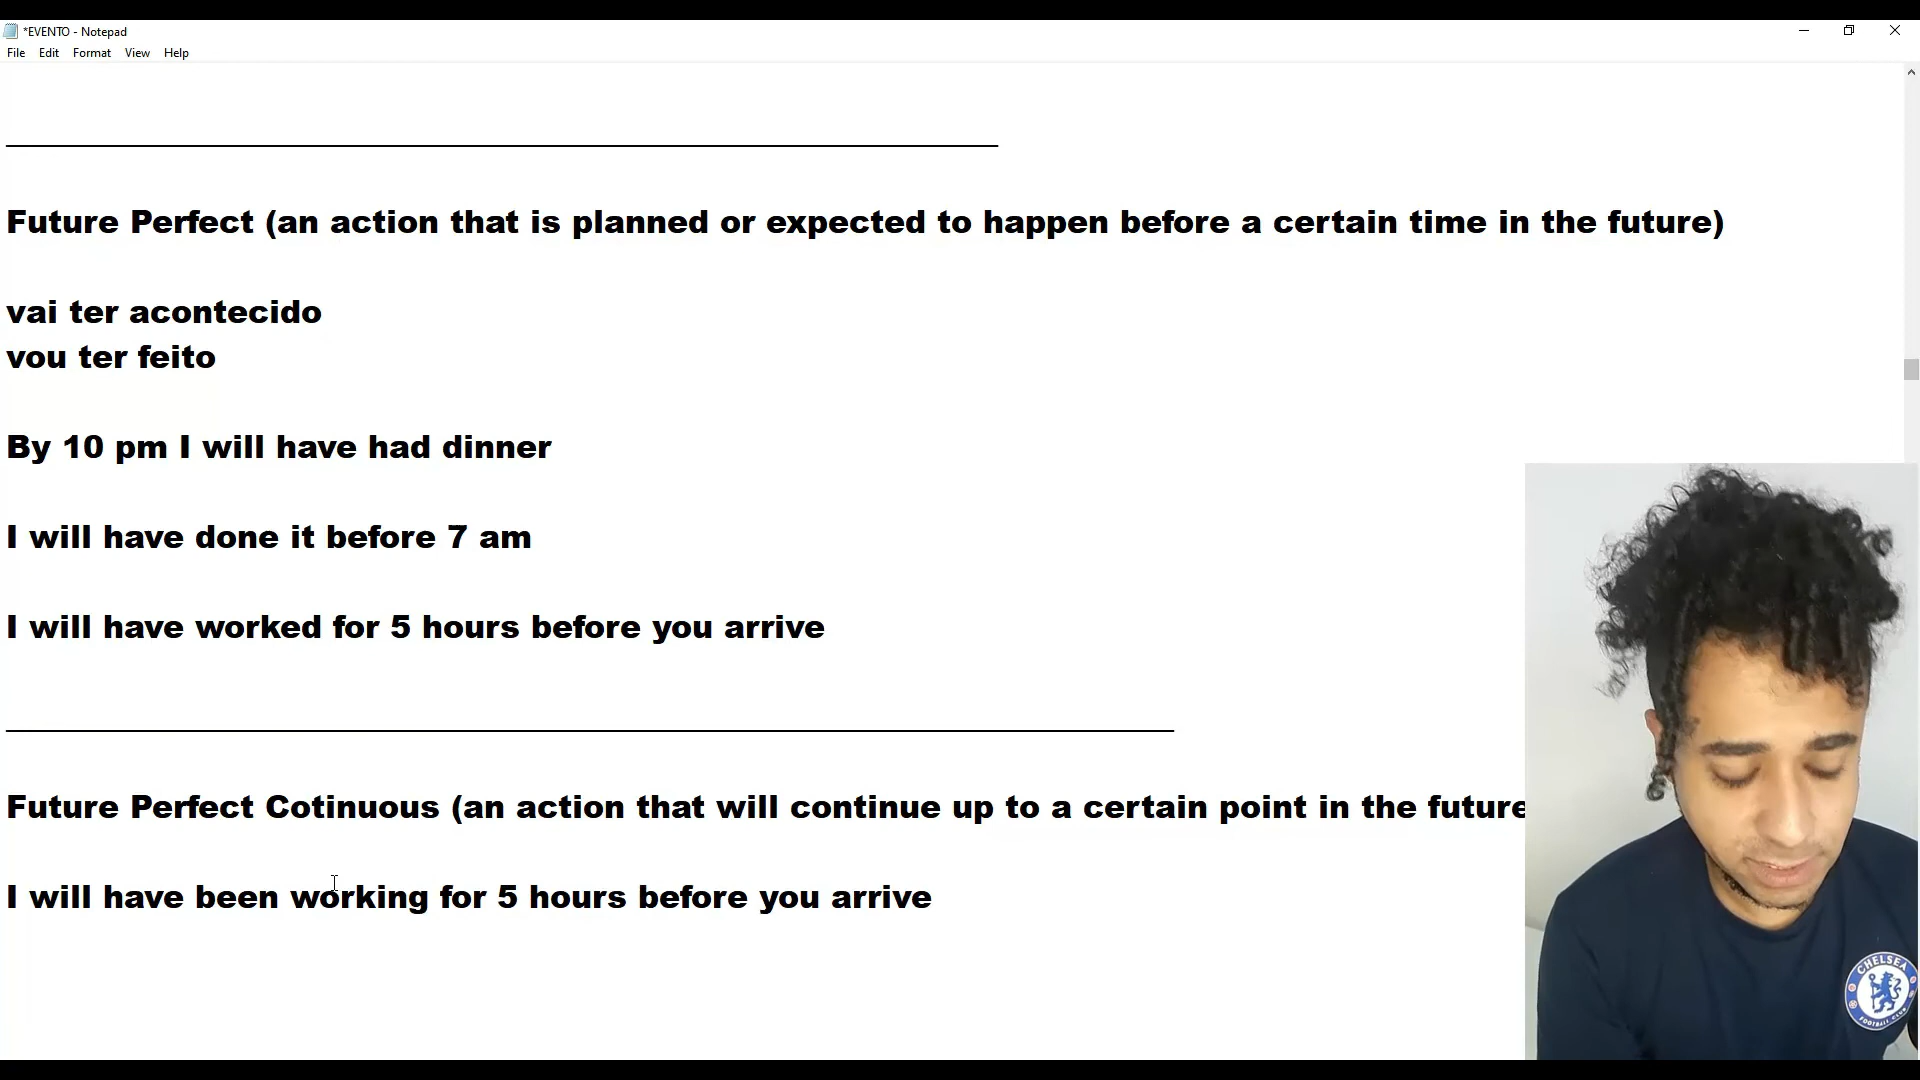 *EVENTO - Notepad
File Edit Format View Help
Future Perfect (an action that is planned or expected to happen before a certain time in the future)
vai ter acontecido
vou ter feito
By 10 pm I will have had dinner
I will have done it before 7 am
I will have worked for 5 hours before you arrive
Future Perfect Cotinuous (an action that will continue up to a certain point in the future
I will have been working for 5 hours before you arrive
CHELSEA
FOOTBALL CLUB